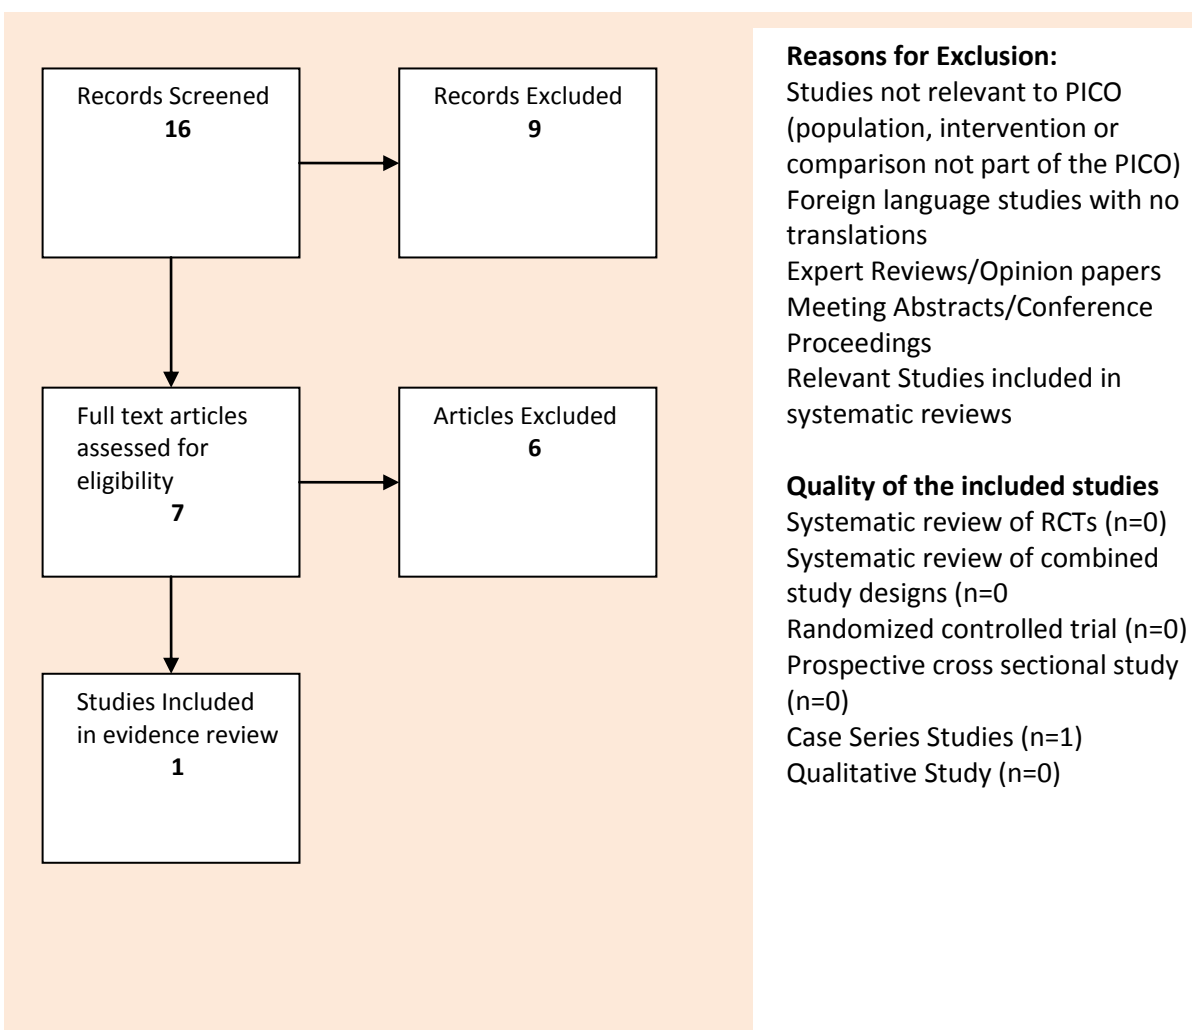 Records Screened
16
Records Excluded
9
Full text articles
assessed for
eligibility
7
Articles Excluded
6
Studies Included
in evidence review
1
Reasons for Exclusion:
Studies not relevant to PICO
(population, intervention or
comparison not part of the PICO)
Foreign language studies with no
translations
Expert Reviews/Opinion papers
Meeting Abstracts/Conference
Proceedings
Relevant Studies included in
systematic reviews
Quality of the included studies
Systematic review of RCTs (n=0)
Systematic review of combined
study designs (n=0
Randomized controlled trial (n=0)
Prospective cross sectional study
(n=0)
Case Series Studies (n=1)
Qualitative Study (n=0)